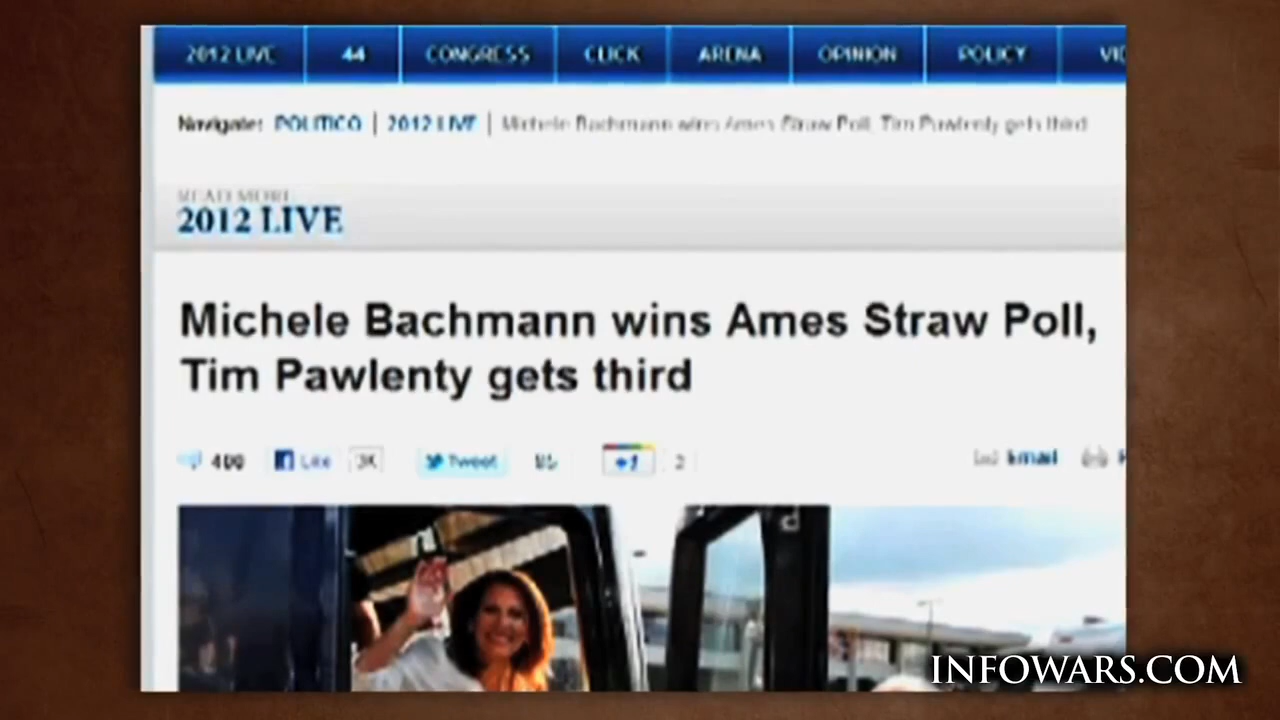 2012 LIVE 44 CONGRESS CLICK ARENA OPINION POLICY
Navigate: POLITICO | 2012 LIVE | Michele Bachmann wins Ames Straw Poll, Tim Pawlenty gets third
READ MORE
2012 LIVE
Michele Bachmann wins Ames Straw Poll,
Tim Pawlenty gets third
400 Like 3K Tweet +1 2 Email
INFOWARS.COM